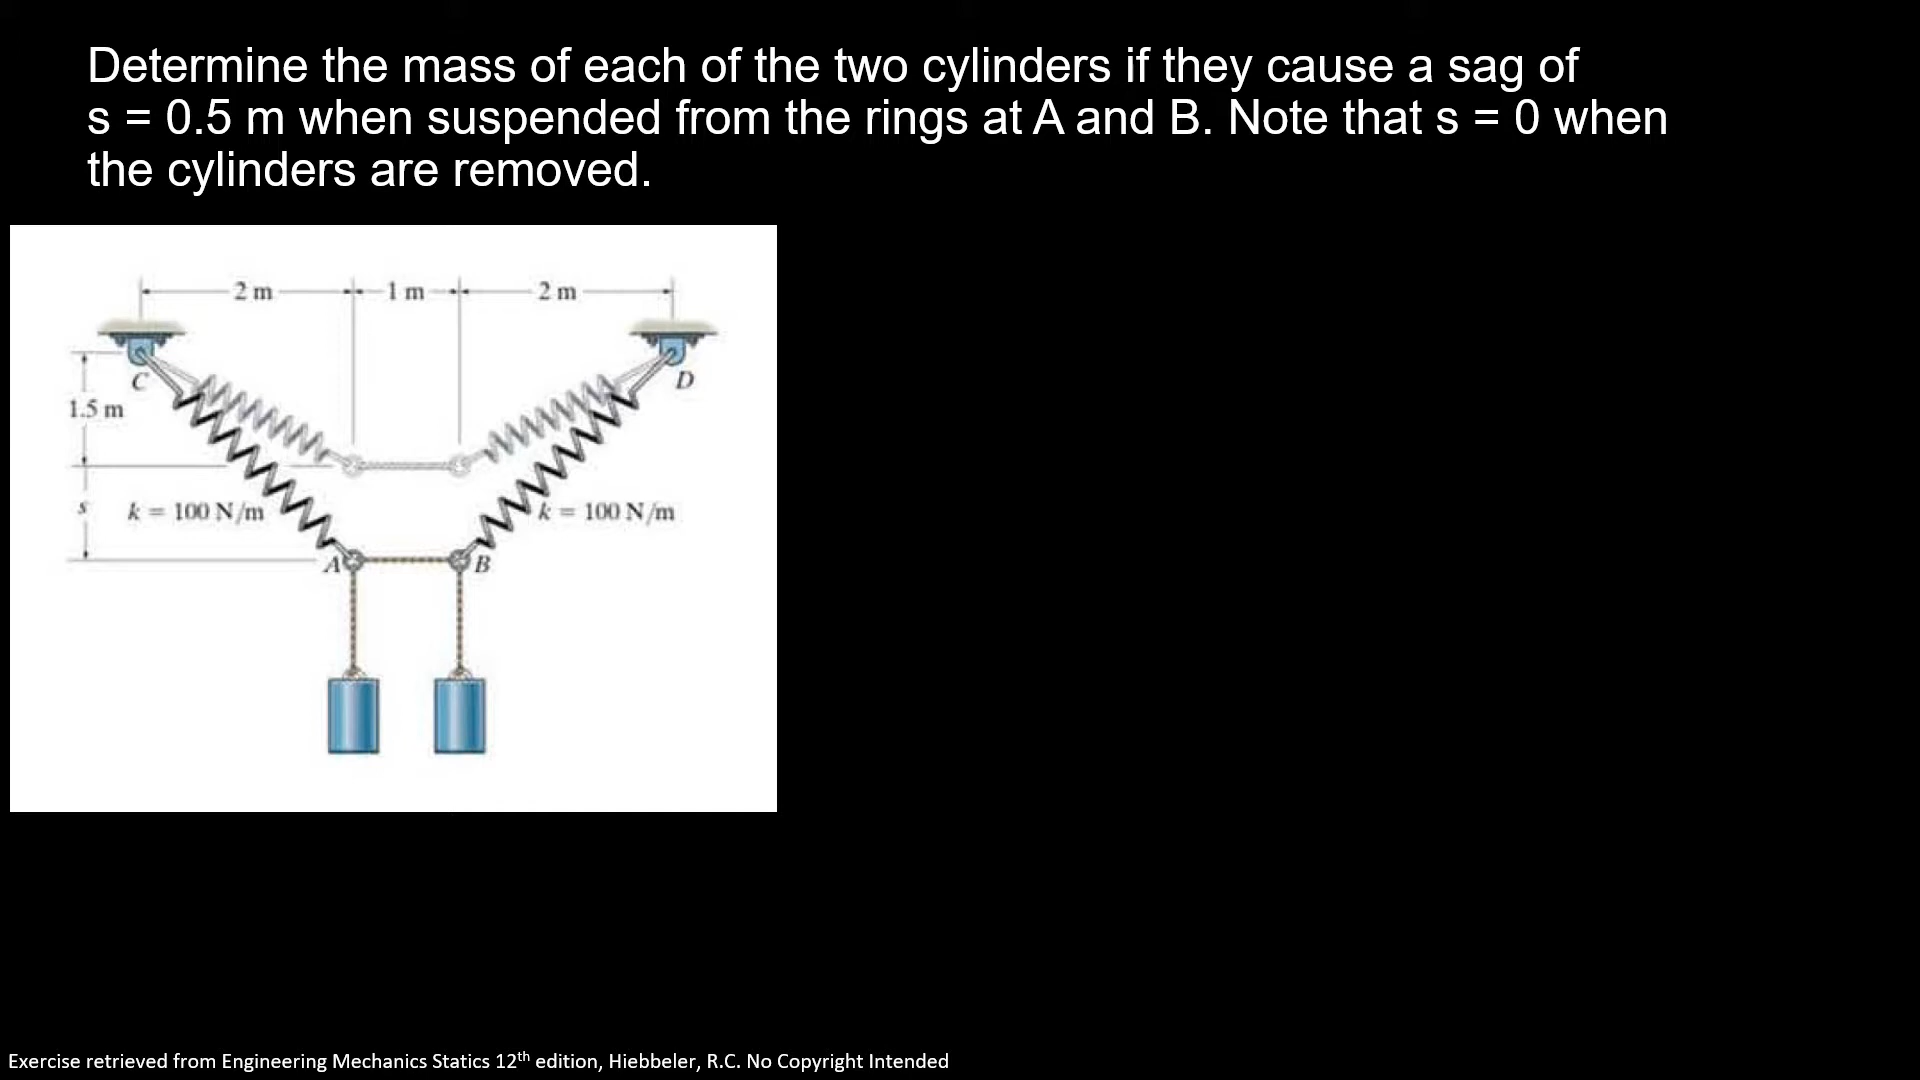 Determine the mass of each of the two cylinders if they cause a sag of
s = 0.5 m when suspended from the rings at A and B. Note that s = 0 when
the cylinders are removed.
2 m 1 m 2 m
C D
1.5 m
s k = 100 N/m k = 100 N/m
A B
Exercise retrieved from Engineering Mechanics Statics 12th edition, Hiebbeler, R.C. No Copyright Intended